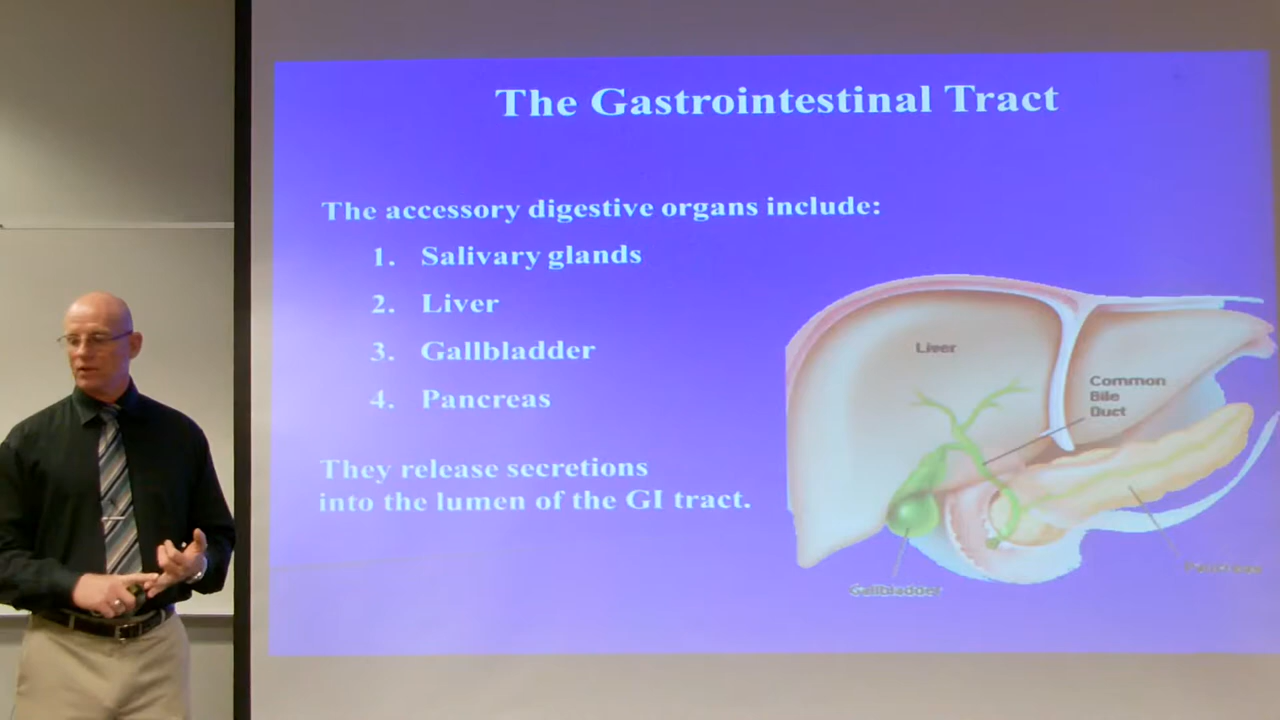 The Gastrointestinal Tract
The accessory digestive organs include:
1. Salivary glands
2. Liver
3. Gallbladder
4. Pancreas
They release secretions
into the lumen of the GI tract.
Liver
Common
Bile
Duct
Pancreas
Gallbladder